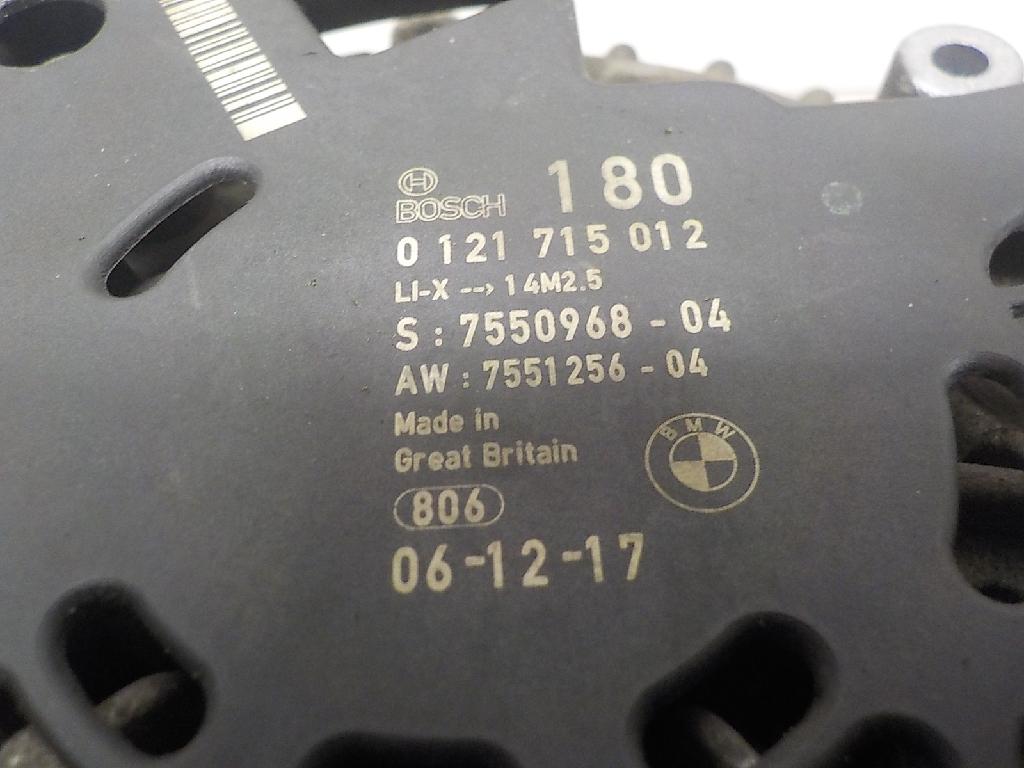 BOSCH 180
0 121 715 012
LI-X --> 14M2.5
S : 7550968 - 04
AW : 7551256 - 04
Made in
Great Britain
BMW
806
06-12-17